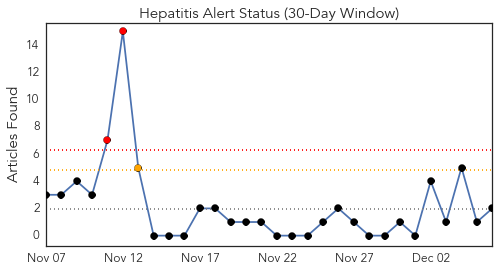 Hepatitis Alert Status (30-Day Window)
Articles Found
14
12
10
8
6
4
2
0
Nov 07
Nov 12
Nov 17
Nov 22
Nov 27
Dec 02